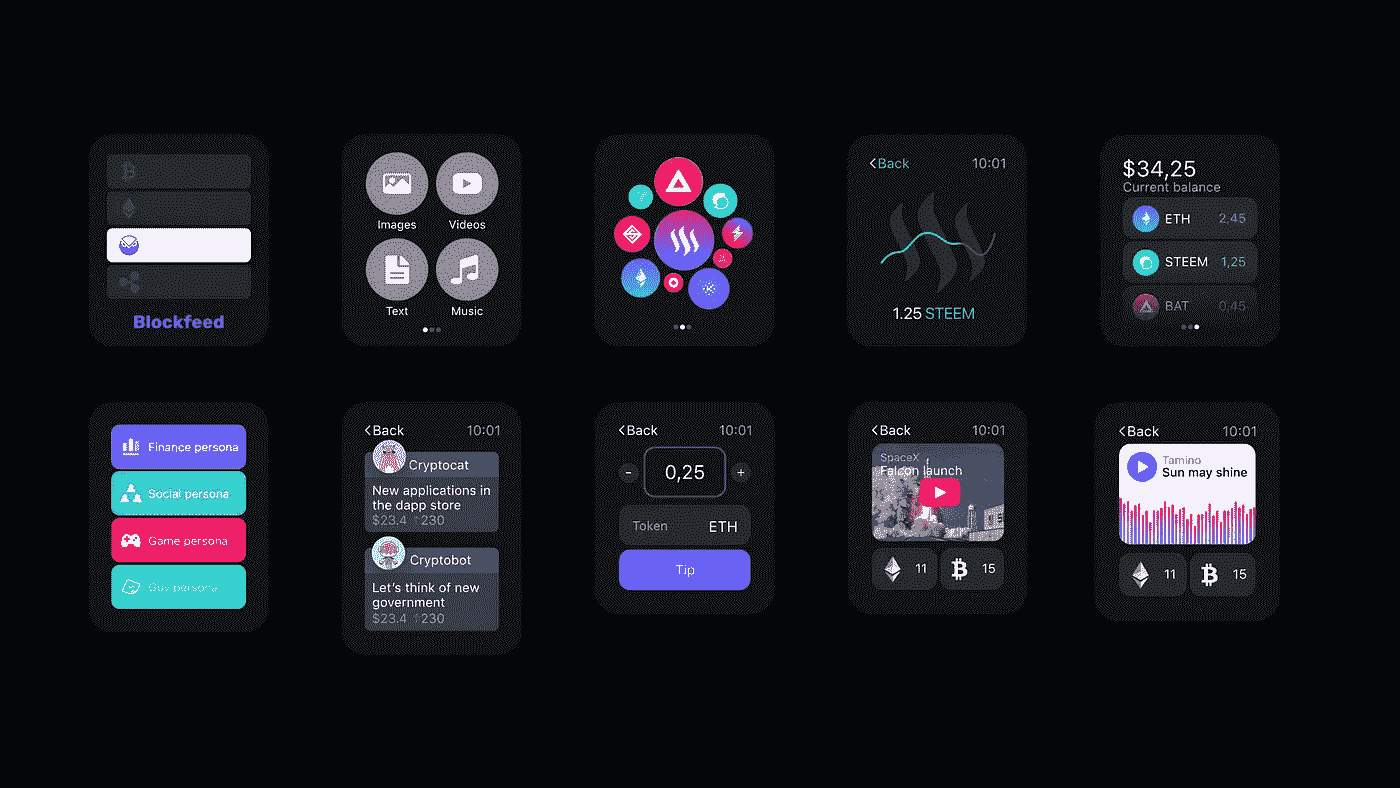 Blockfeed
Images
Videos
Text
Music
Back
10:01
1.25 STEEM
$34,25
Current balance
ETH
2,45
STEEM
1,25
BAT
0,45
Finance persona
Social persona
Game persona
Gov persona
Back
10:01
Cryptocat
New applications in
the dapp store
$23.4 ↑230
Cryptobot
Let's think of new
government
$23.4 ↑230
Back
10:01
- 0,25 +
Token
ETH
Tip
Back
10:01
SpaceX
Falcon launch
11
15
Back
10:01
Tamino
Sun may shine
11
15